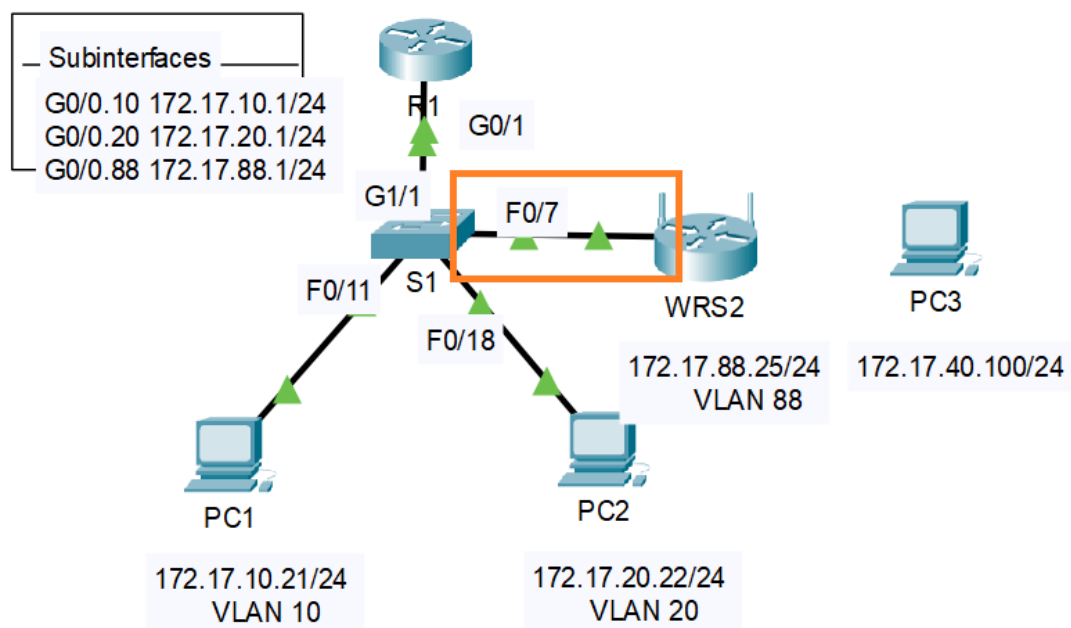 Subinterfaces
G0/0.10 172.17.10.1/24
G0/0.20 172.17.20.1/24
G0/0.88 172.17.88.1/24
R1
G0/1
G1/1
F0/7
S1
WRS2
PC3
F0/11
F0/18
172.17.88.25/24
VLAN 88
172.17.40.100/24
PC1
PC2
172.17.10.21/24
VLAN 10
172.17.20.22/24
VLAN 20